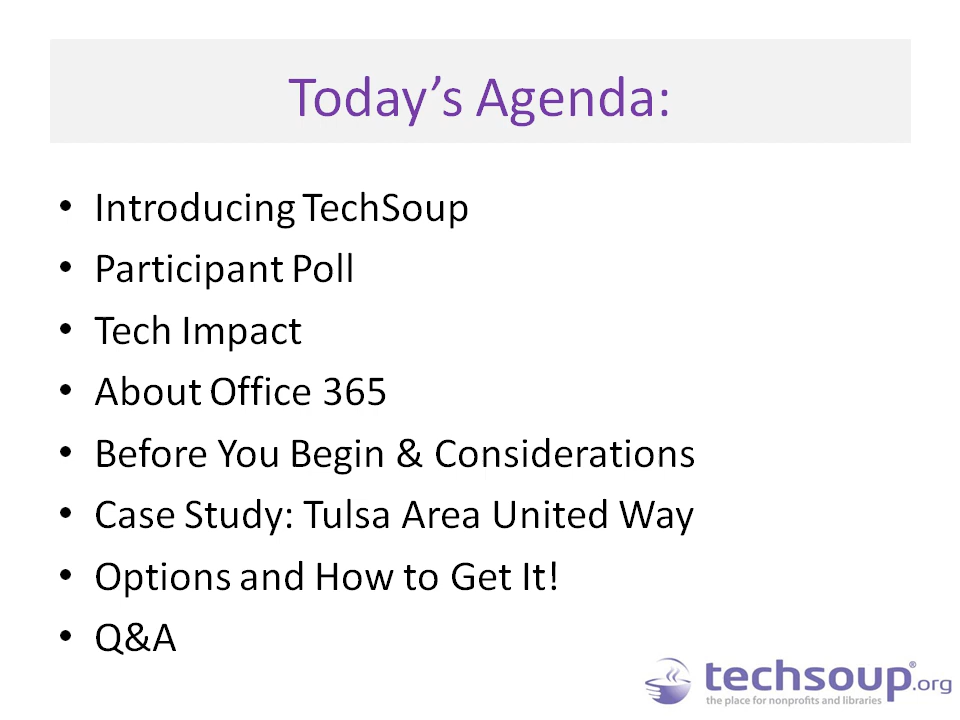 Today’s Agenda:
• Introducing TechSoup
• Participant Poll
• Tech Impact
• About Office 365
• Before You Begin & Considerations
• Case Study: Tulsa Area United Way
• Options and How to Get It!
• Q&A
techsoup®.org
the place for nonprofits and libraries